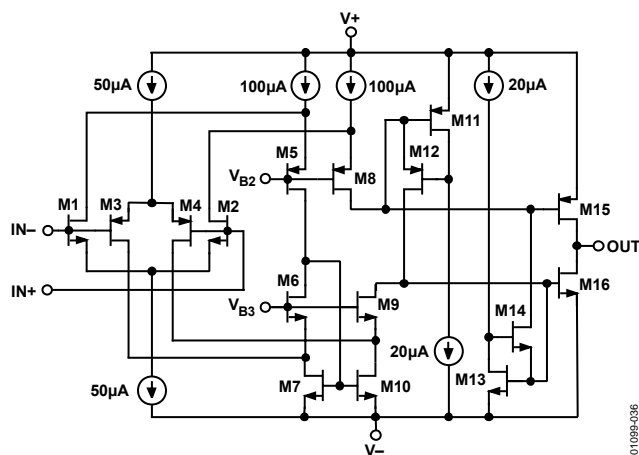 V+
50µA
100µA
100µA
20µA
M11
M12
M5
M8
VB2
M1
M3
M4
M2
M15
IN–
OUT
IN+
M6
M9
VB3
M16
M14
20µA
M13
50µA
M7
M10
V–
01099-036